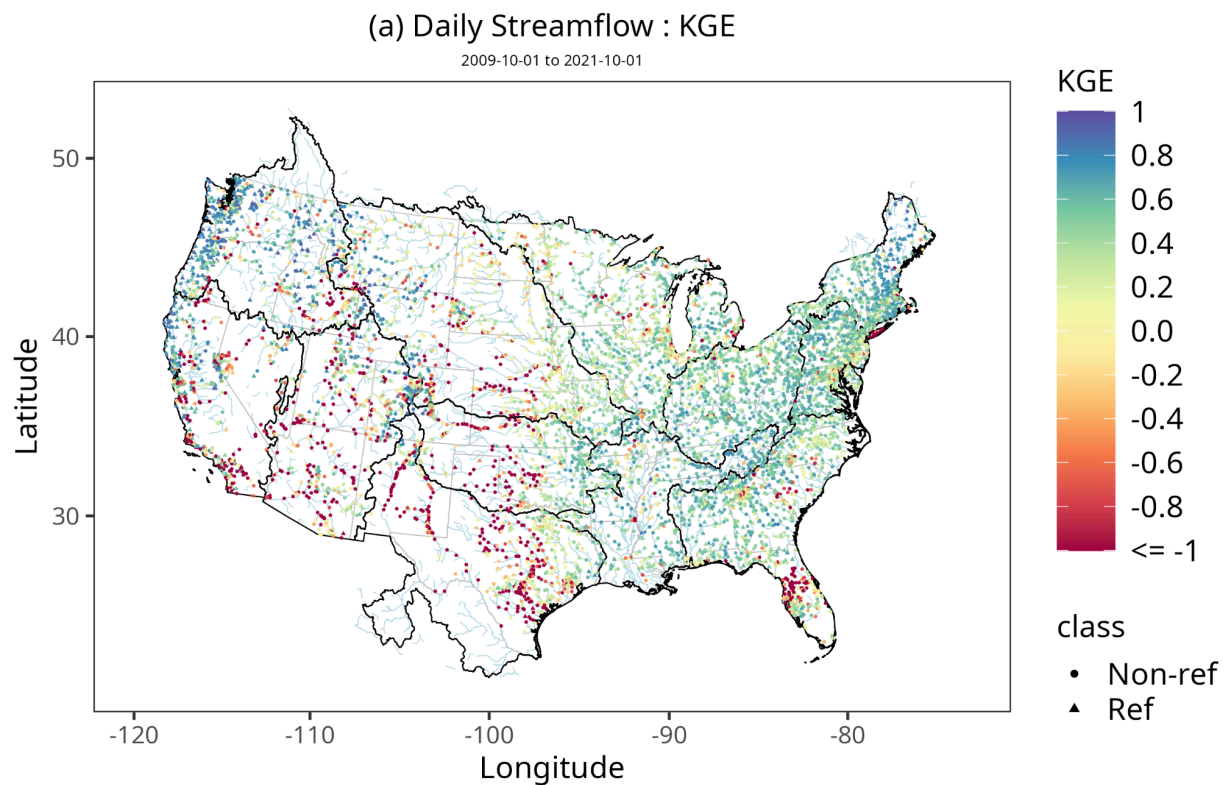 (a) Daily Streamflow : KGE
2009-10-01 to 2021-10-01
Latitude
50
40
30
-120
-110
-100
-90
-80
Longitude
KGE
1
0.8
0.6
0.4
0.2
0.0
-0.2
-0.4
-0.6
-0.8
<= -1
class
Non-ref
Ref